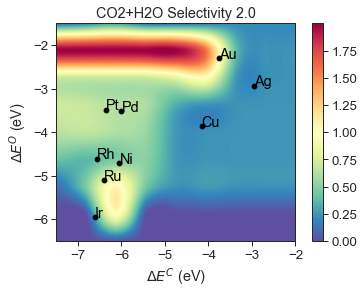 CO2+H2O Selectivity 2.0
−2
−3
−4
−5
−6
ΔE^O (eV)
Au
Ag
Pt
Pd
Cu
Rh
Ni
Ru
Ir
−7
−6
−5
−4
−3
−2
ΔE^C (eV)
1.75
1.50
1.25
1.00
0.75
0.50
0.25
0.00